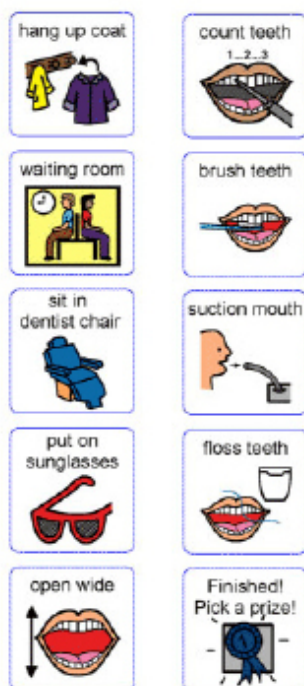 hang up coat
waiting room
sit in
dentist chair
put on
sunglasses
open wide
count teeth
1...2...3
brush teeth
suction mouth
floss teeth
Finished!
Pick a prize!
1